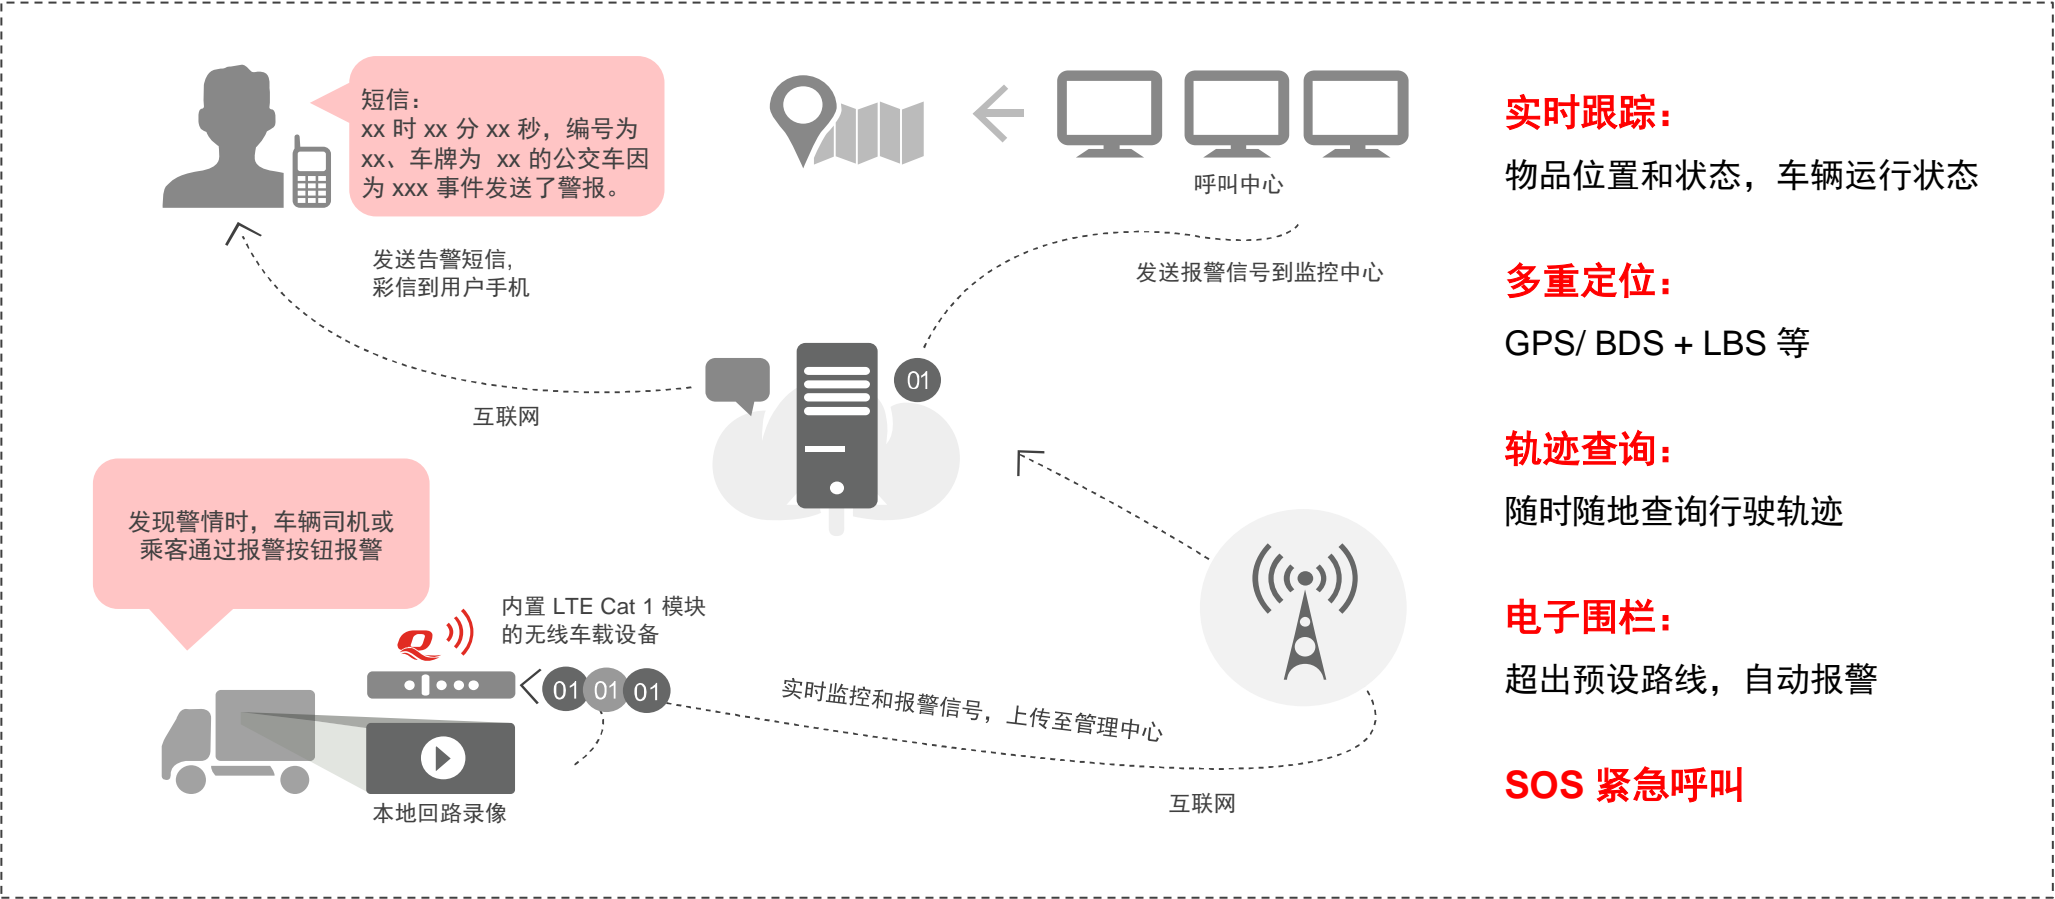 短信：
xx 时 xx 分 xx 秒，编号为
xx、车牌为 xx 的公交车因
为 xxx 事件发送了警报。
发送告警短信,
彩信到用户手机
呼叫中心
发送报警信号到监控中心
01
互联网
发现警情时，车辆司机或
乘客通过报警按钮报警
内置 LTE Cat 1 模块
的无线车载设备
01 01 01
实时监控和报警信号，上传至管理中心
本地回路录像
互联网
实时跟踪：
物品位置和状态，车辆运行状态
多重定位：
GPS/ BDS + LBS 等
轨迹查询：
随时随地查询行驶轨迹
电子围栏：
超出预设路线，自动报警
SOS 紧急呼叫